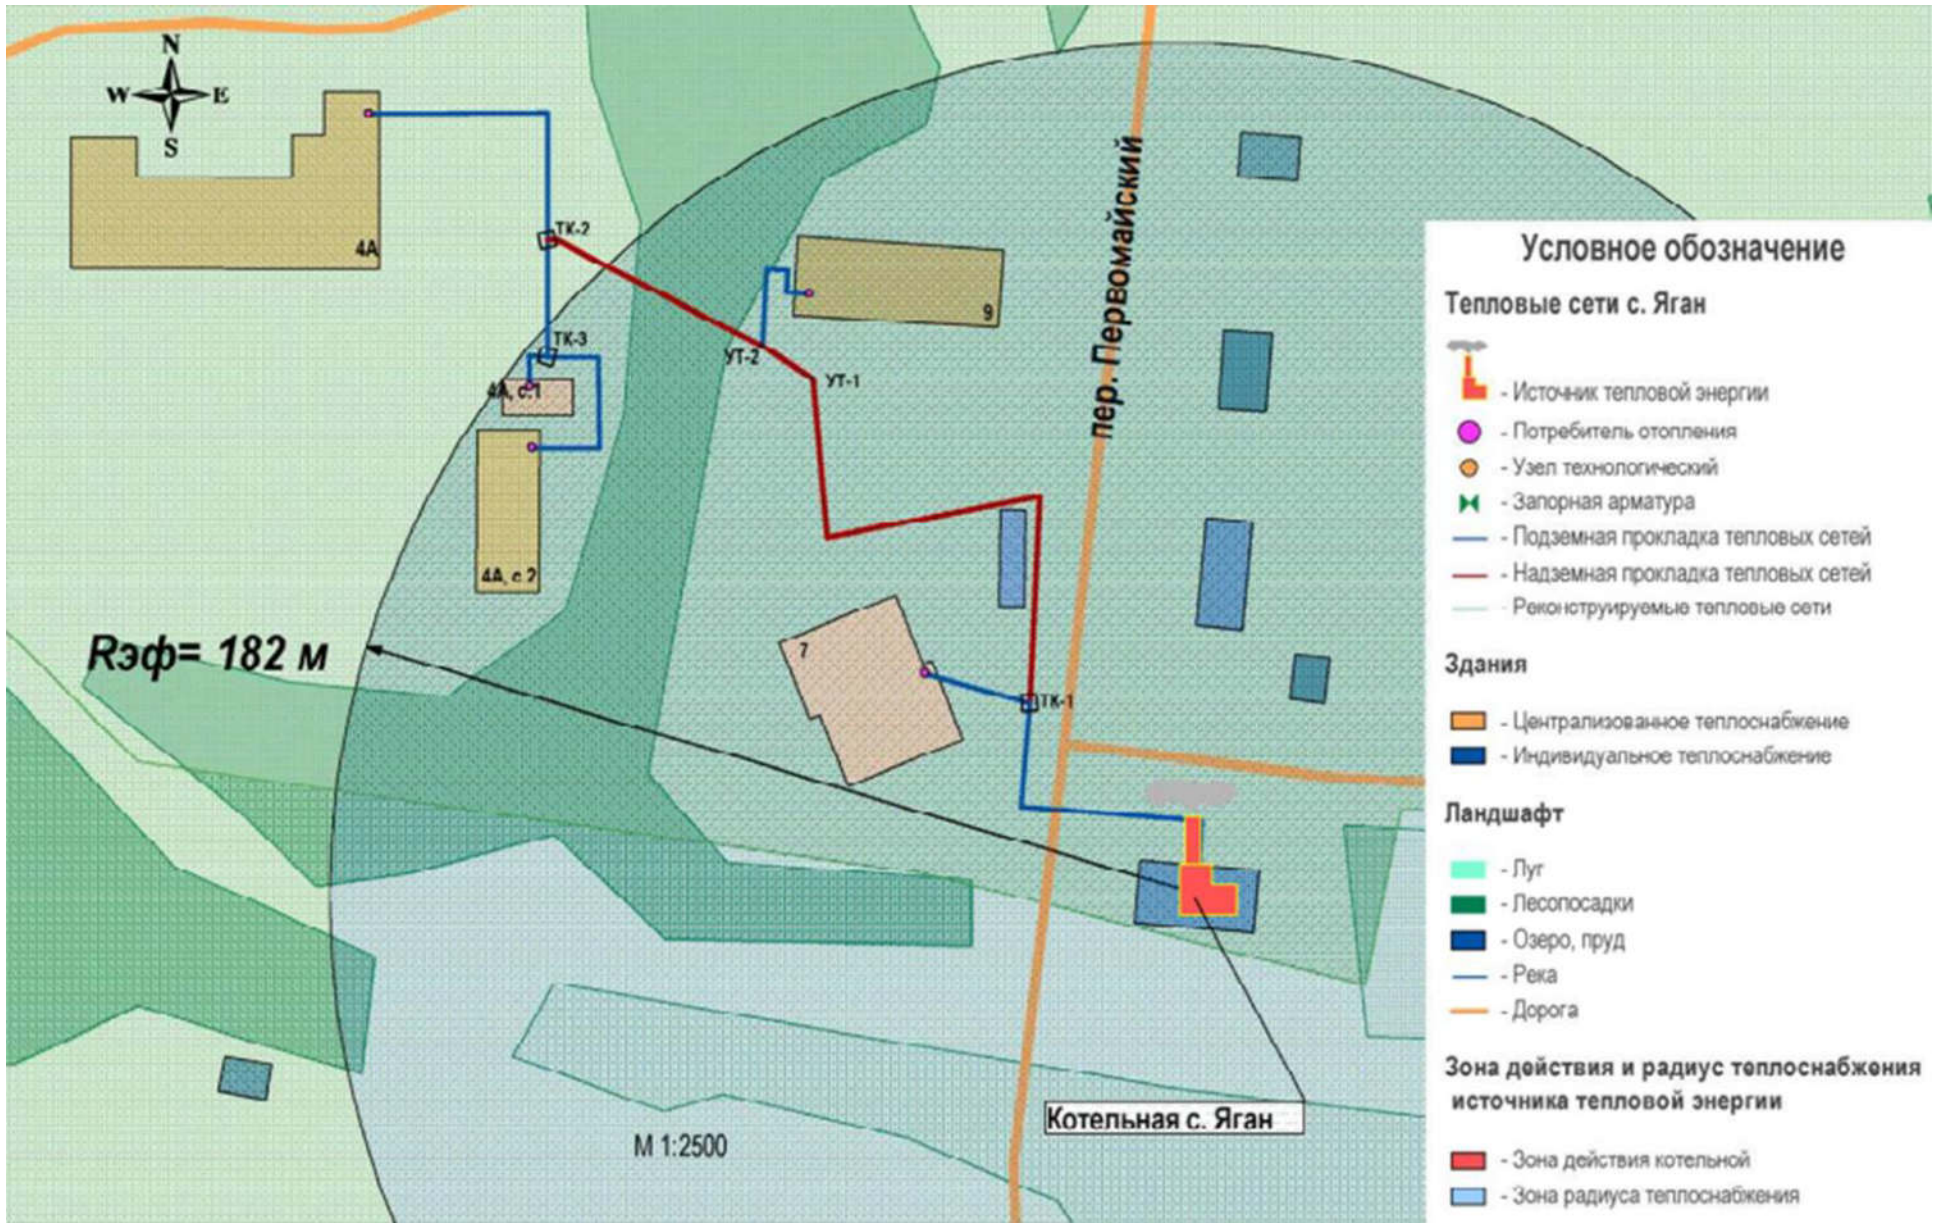 N
W E
S
4А
ТК-2
ТК-3
4А, с.1
4А, с.2
УТ-2
УТ-1
9
пер. Первомайский
Rэф= 182 м
7
ТК-1
Котельная с. Яган
М 1:2500
Условное обозначение
Тепловые сети с. Яган
- Источник тепловой энергии
- Потребитель отопления
- Узел технологический
- Запорная арматура
- Подземная прокладка тепловых сетей
- Надземная прокладка тепловых сетей
- Реконструируемые тепловые сети
Здания
- Централизованное теплоснабжение
- Индивидуальное теплоснабжение
Ландшафт
- Луг
- Лесопосадки
- Озеро, пруд
- Река
- Дорога
Зона действия и радиус теплоснабжения
источника тепловой энергии
- Зона действия котельной
- Зона радиуса теплоснабжения